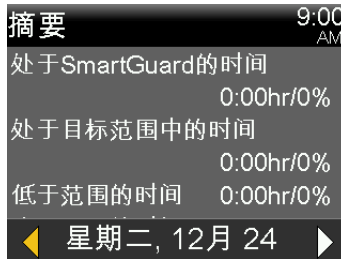 摘要
9:00
AM
处于SmartGuard的时间
0:00hr/0%
处于目标范围中的时间
0:00hr/0%
低于范围的时间 0:00hr/0%
星期二, 12月 24